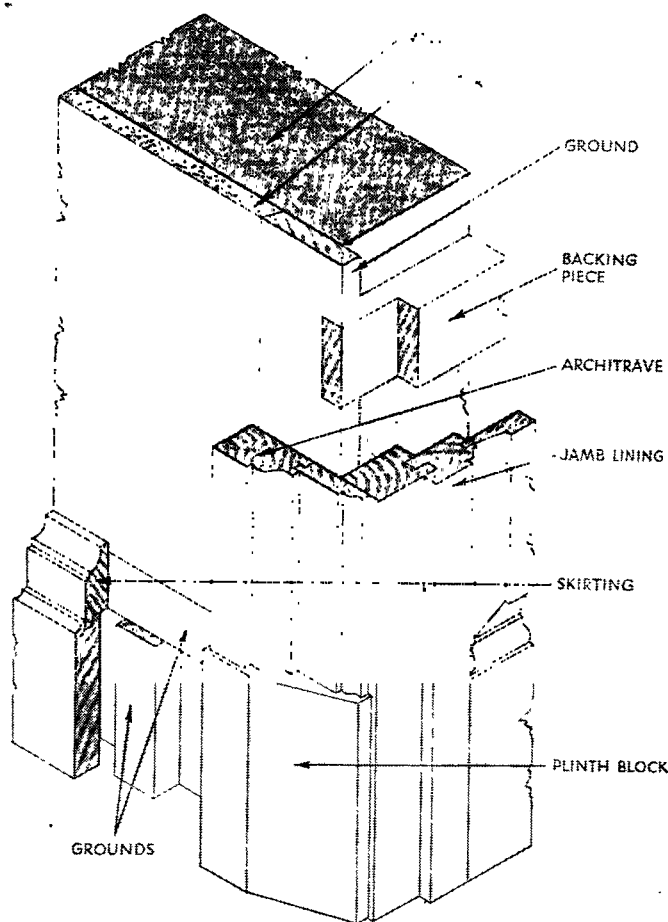 GROUND
BACKING
PIECE
ARCHITRAVE
JAMB LINING
SKIRTING
PLINTH BLOCK
GROUNDS